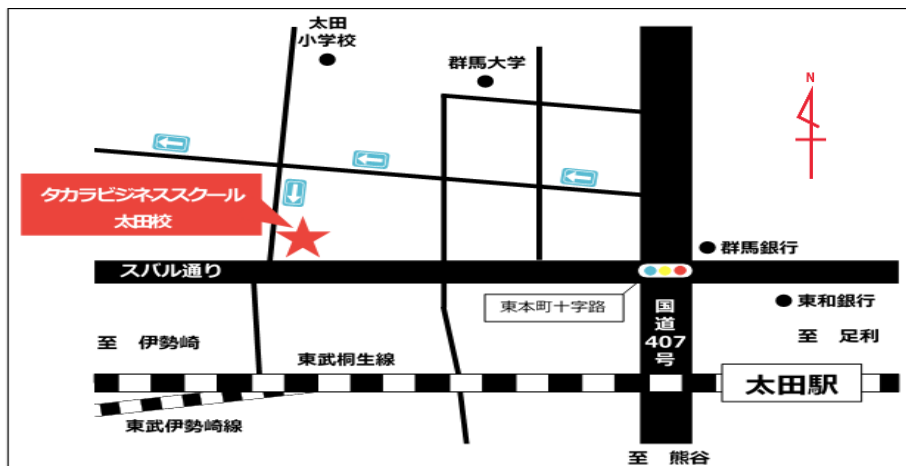 太田
小学校
群馬大学
N
タカラビジネススクール
太田校
群馬銀行
スバル通り
東本町十字路
東和銀行
国道407号
至 伊勢崎
至 足利
東武桐生線
太田駅
東武伊勢崎線
至 熊谷